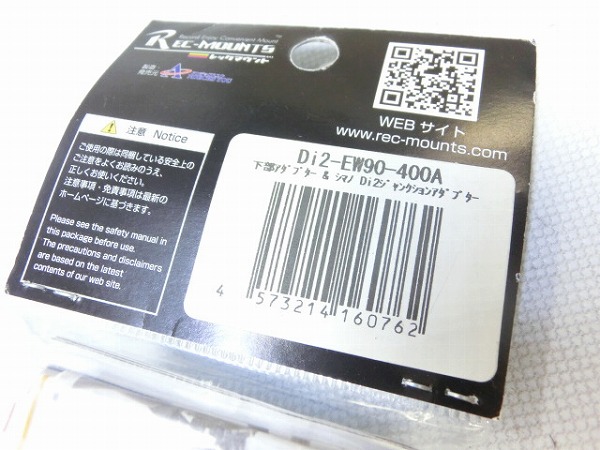 REC-MOUNTS
レックマウント
製造・
発売元
WEB サイト
www.rec-mounts.com
注意 Notice
ご使用の際は同梱している安全上の
ご注意をよくお読みのうえ、
正しくお使いください。
注意事項・免責事項は最新の
ホームページに基づきます。
Please see the safety manual in
this package before use.
The precautions and disclaimers
are based on the latest
contents of our web site.
Di2-EW90-400A
下部アダプター & シマノ Di2ジャンクションアダプター
4 573214 160762